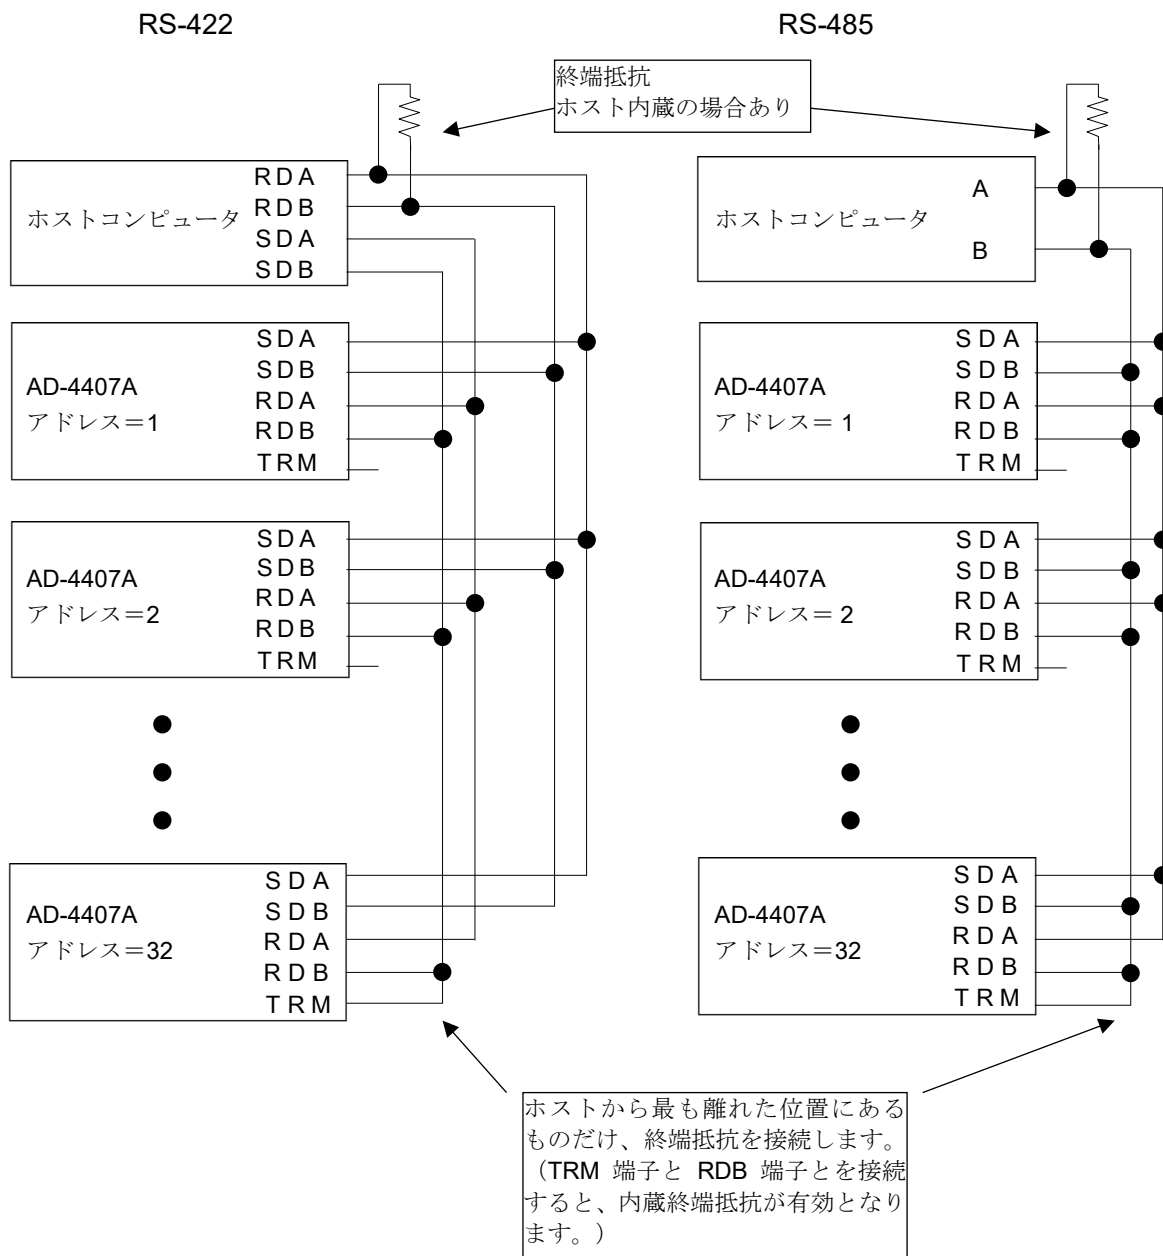 RS-422
RS-485
終端抵抗
ホスト内蔵の場合あり
ホストコンピュータ
RDA
RDB
SDA
SDB
AD-4407A
アドレス＝1
SDA
SDB
RDA
RDB
TRM
AD-4407A
アドレス＝2
SDA
SDB
RDA
RDB
TRM
AD-4407A
アドレス＝32
SDA
SDB
RDA
RDB
TRM
ホストコンピュータ
A
B
AD-4407A
アドレス＝ 1
SDA
SDB
RDA
RDB
TRM
AD-4407A
アドレス＝ 2
SDA
SDB
RDA
RDB
TRM
AD-4407A
アドレス＝32
SDA
SDB
RDA
RDB
TRM
ホストから最も離れた位置にある
ものだけ、終端抵抗を接続します。
（TRM 端子と RDB 端子とを接続
すると、内蔵終端抵抗が有効となり
ます。）